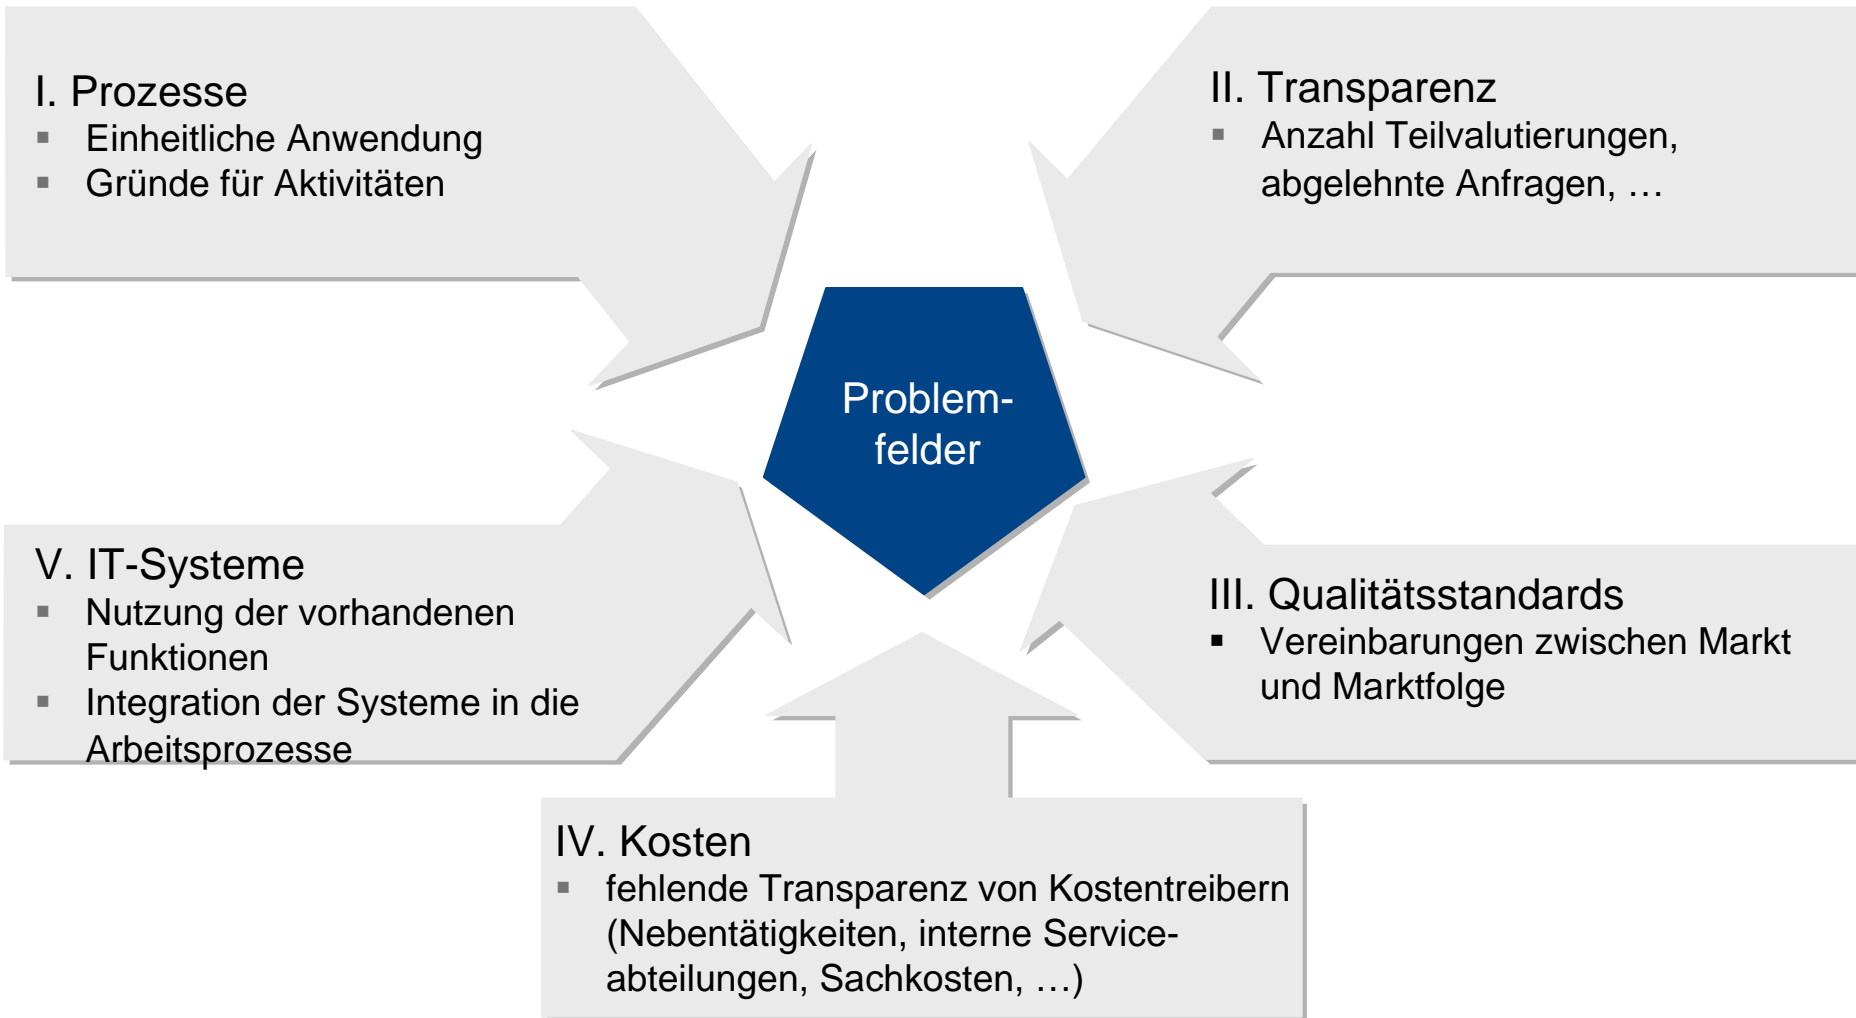 I. Prozesse
▪ Einheitliche Anwendung
▪ Gründe für Aktivitäten
II. Transparenz
▪ Anzahl Teilvalutierungen,
abgelehnte Anfragen, …
Problem-
felder
III. Qualitätsstandards
▪ Vereinbarungen zwischen Markt
und Marktfolge
IV. Kosten
▪ fehlende Transparenz von Kostentreibern
(Nebentätigkeiten, interne Service-
abteilungen, Sachkosten, …)
V. IT-Systeme
▪ Nutzung der vorhandenen
Funktionen
▪ Integration der Systeme in die
Arbeitsprozesse